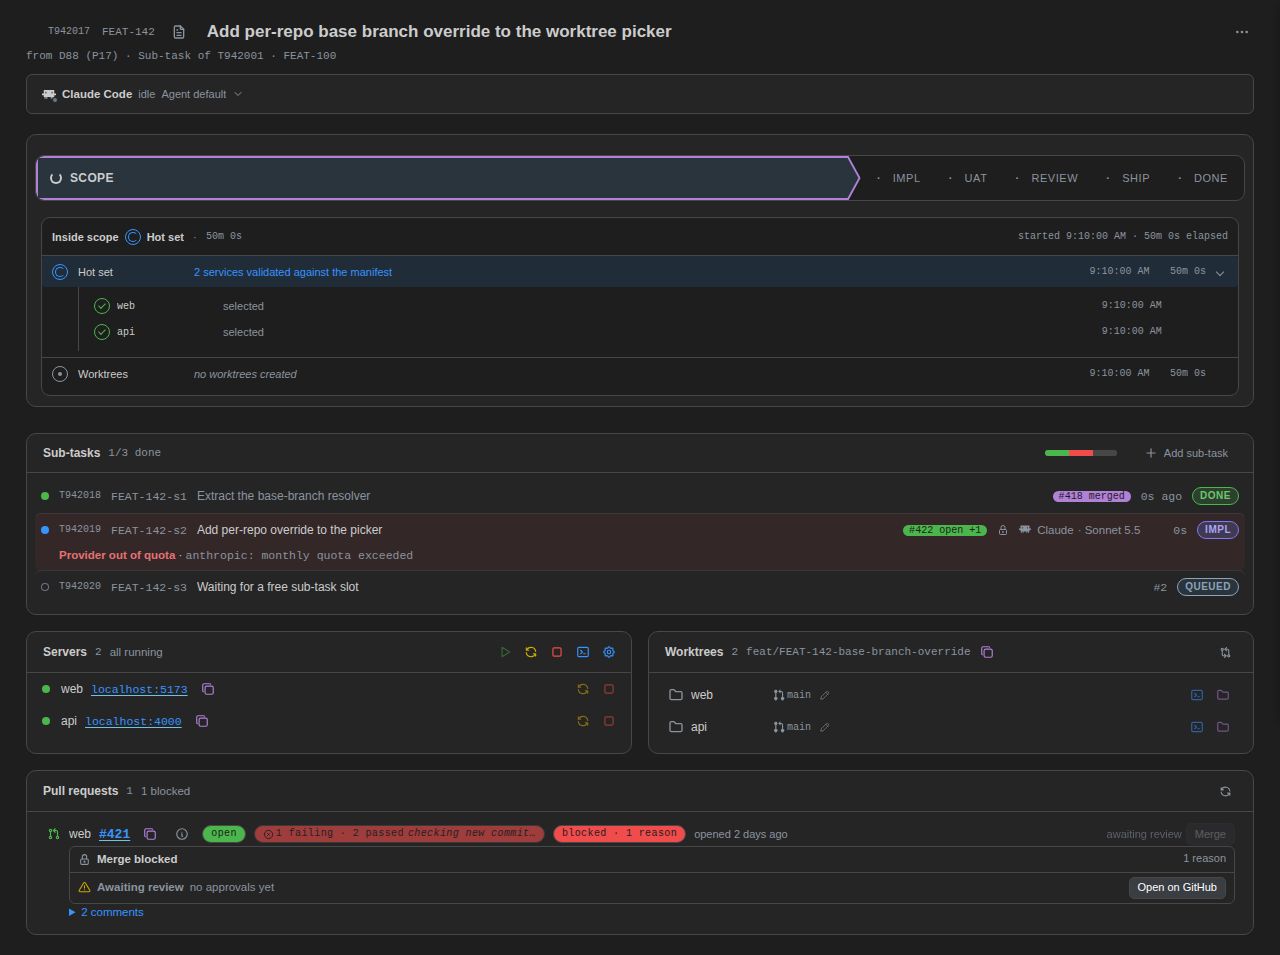 T942017 FEAT-142 Add per-repo base branch override to the worktree picker
from D88 (P17) · Sub-task of T942001 · FEAT-100
Claude Code idle Agent default
SCOPE · IMPL · UAT · REVIEW · SHIP · DONE
Inside scope Hot set · 50m 0s started 9:10:00 AM · 50m 0s elapsed
Hot set 2 services validated against the manifest 9:10:00 AM 50m 0s
web selected 9:10:00 AM
api selected 9:10:00 AM
Worktrees no worktrees created 9:10:00 AM 50m 0s
Sub-tasks 1/3 done Add sub-task
T942018 FEAT-142-s1 Extract the base-branch resolver #418 merged 0s ago DONE
T942019 FEAT-142-s2 Add per-repo override to the picker #422 open +1 Claude · Sonnet 5.5 0s IMPL
Provider out of quota · anthropic: monthly quota exceeded
T942020 FEAT-142-s3 Waiting for a free sub-task slot #2 QUEUED
Servers 2 all running
web localhost:5173
api localhost:4000
Worktrees 2 feat/FEAT-142-base-branch-override
web main
api main
Pull requests 1 1 blocked
web #421 open 1 failing · 2 passed checking new commit… blocked · 1 reason opened 2 days ago awaiting review Merge
Merge blocked 1 reason
Awaiting review no approvals yet Open on GitHub
2 comments